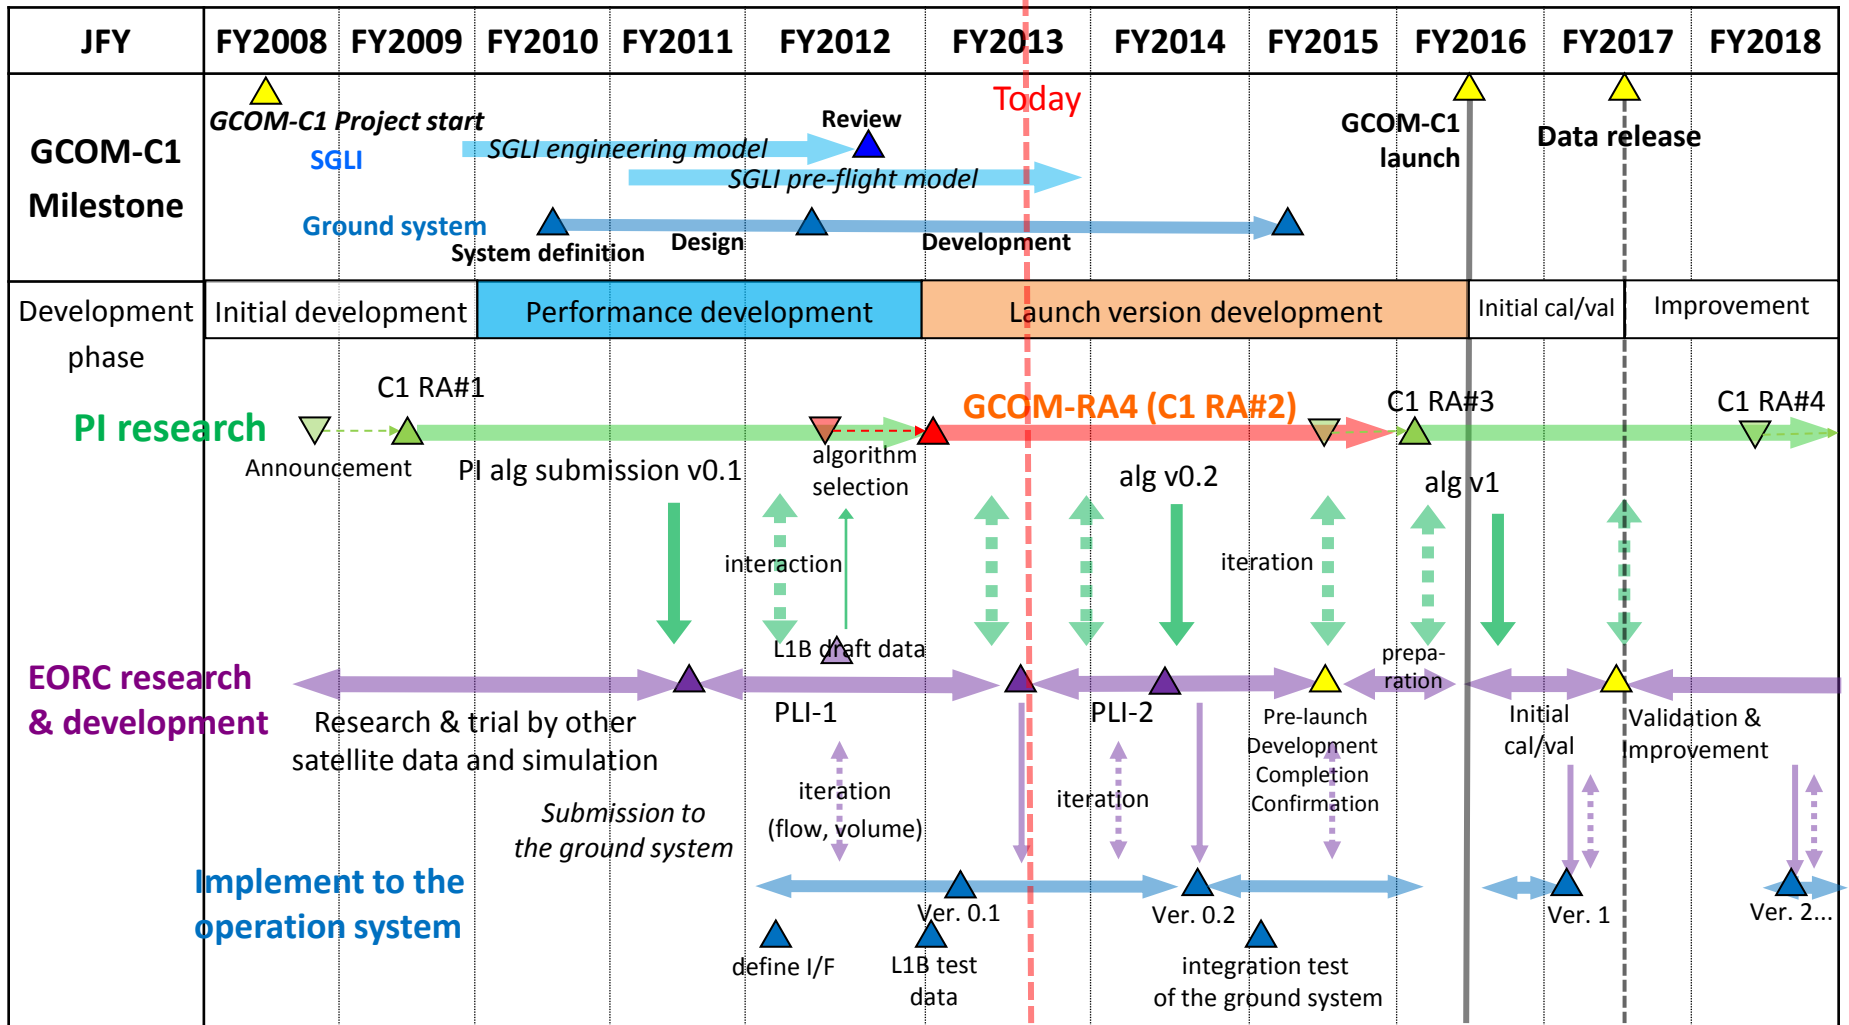 JFY FY2008 FY2009 FY2010 FY2011 FY2012 FY2013 FY2014 FY2015 FY2016 FY2017 FY2018
Today
GCOM-C1
Milestone
GCOM-C1 Project start
SGLI
SGLI engineering model
Review
SGLI pre-flight model
GCOM-C1
launch
Data release
Ground system
System definition
Design
Development
Development
phase
Initial development
Performance development
Launch version development
Initial cal/val
Improvement
PI research
Announcement
C1 RA#1
GCOM-RA4 (C1 RA#2)
C1 RA#3
C1 RA#4
PI alg submission v0.1
algorithm
selection
alg v0.2
alg v1
interaction
iteration
L1B draft data
EORC research
& development
prepa-
ration
Research & trial by other
satellite data and simulation
PLI-1
PLI-2
Pre-launch
Development
Completion
Confirmation
Initial
cal/val
Validation &
Improvement
Submission to
the ground system
iteration
(flow, volume)
iteration
Implement to the
operation system
Ver. 0.1
Ver. 0.2
Ver. 1
Ver. 2...
define I/F
L1B test
data
integration test
of the ground system